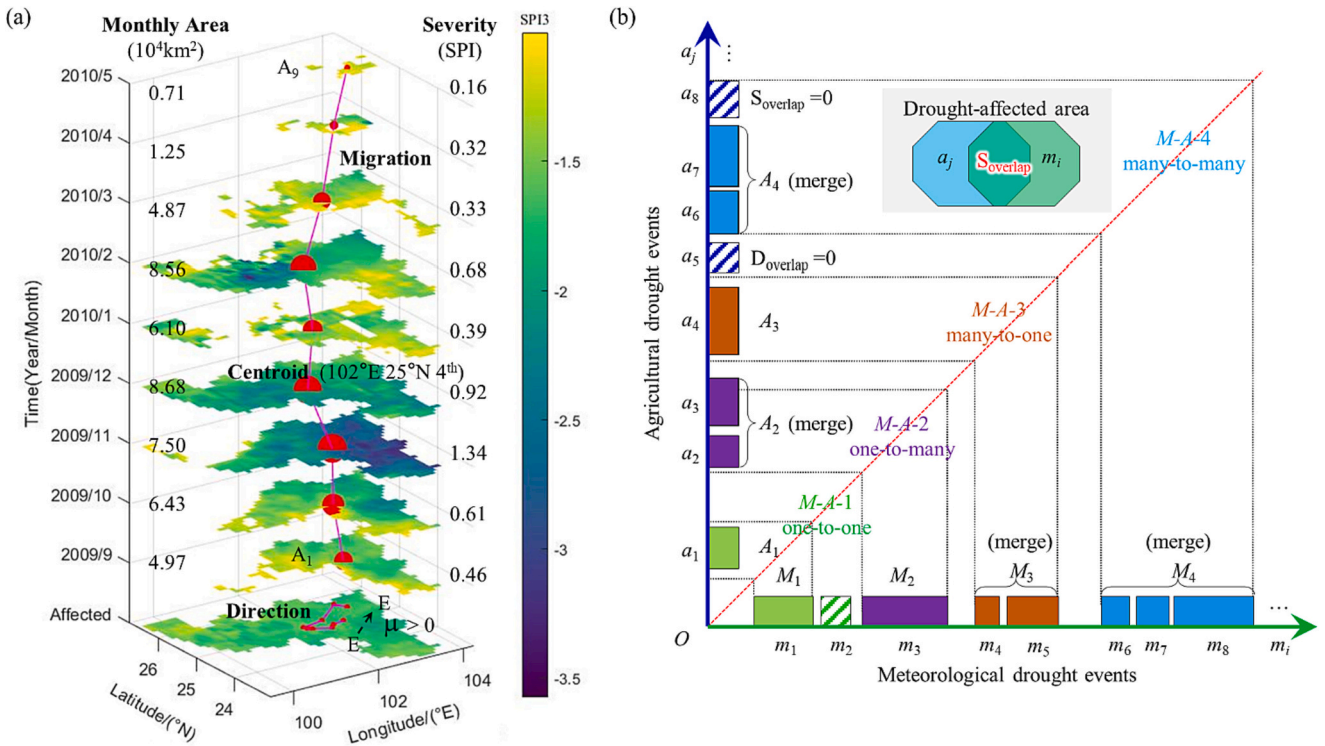 (a)
Monthly Area
(10⁴km²)
Severity
(SPI)
SPI3
A₉
2010/5
0.71
0.16
2010/4
1.25
0.32
Migration
-1.5
2010/3
4.87
0.33
2010/2
8.56
0.68
-2
2010/1
6.10
0.39
2009/12
8.68
Centroid (102°E 25°N 4ᵗʰ)
0.92
-2.5
2009/11
7.50
1.34
2009/10
6.43
0.61
-3
2009/9
4.97
A₁
0.46
Affected
Direction
E
E
μ > 0
-3.5
Time(Year/Month)
26
25
24
Latitude/(°N)
100
102
104
Longitude/(°E)
(b)
aⱼ
⋮
a₈
S_overlap =0
Drought-affected area
aⱼ
S_overlap
mᵢ
M-A-4
many-to-many
a₇
A₄ (merge)
a₆
a₅
D_overlap =0
a₄
A₃
M-A-3
many-to-one
a₃
A₂ (merge)
a₂
M-A-2
one-to-many
M-A-1
one-to-one
a₁
A₁
(merge)
(merge)
M₁
M₂
M₃
M₄
...
O
m₁
m₂
m₃
m₄
m₅
m₆
m₇
m₈
mᵢ
Meteorological drought events
Agricultural drought events